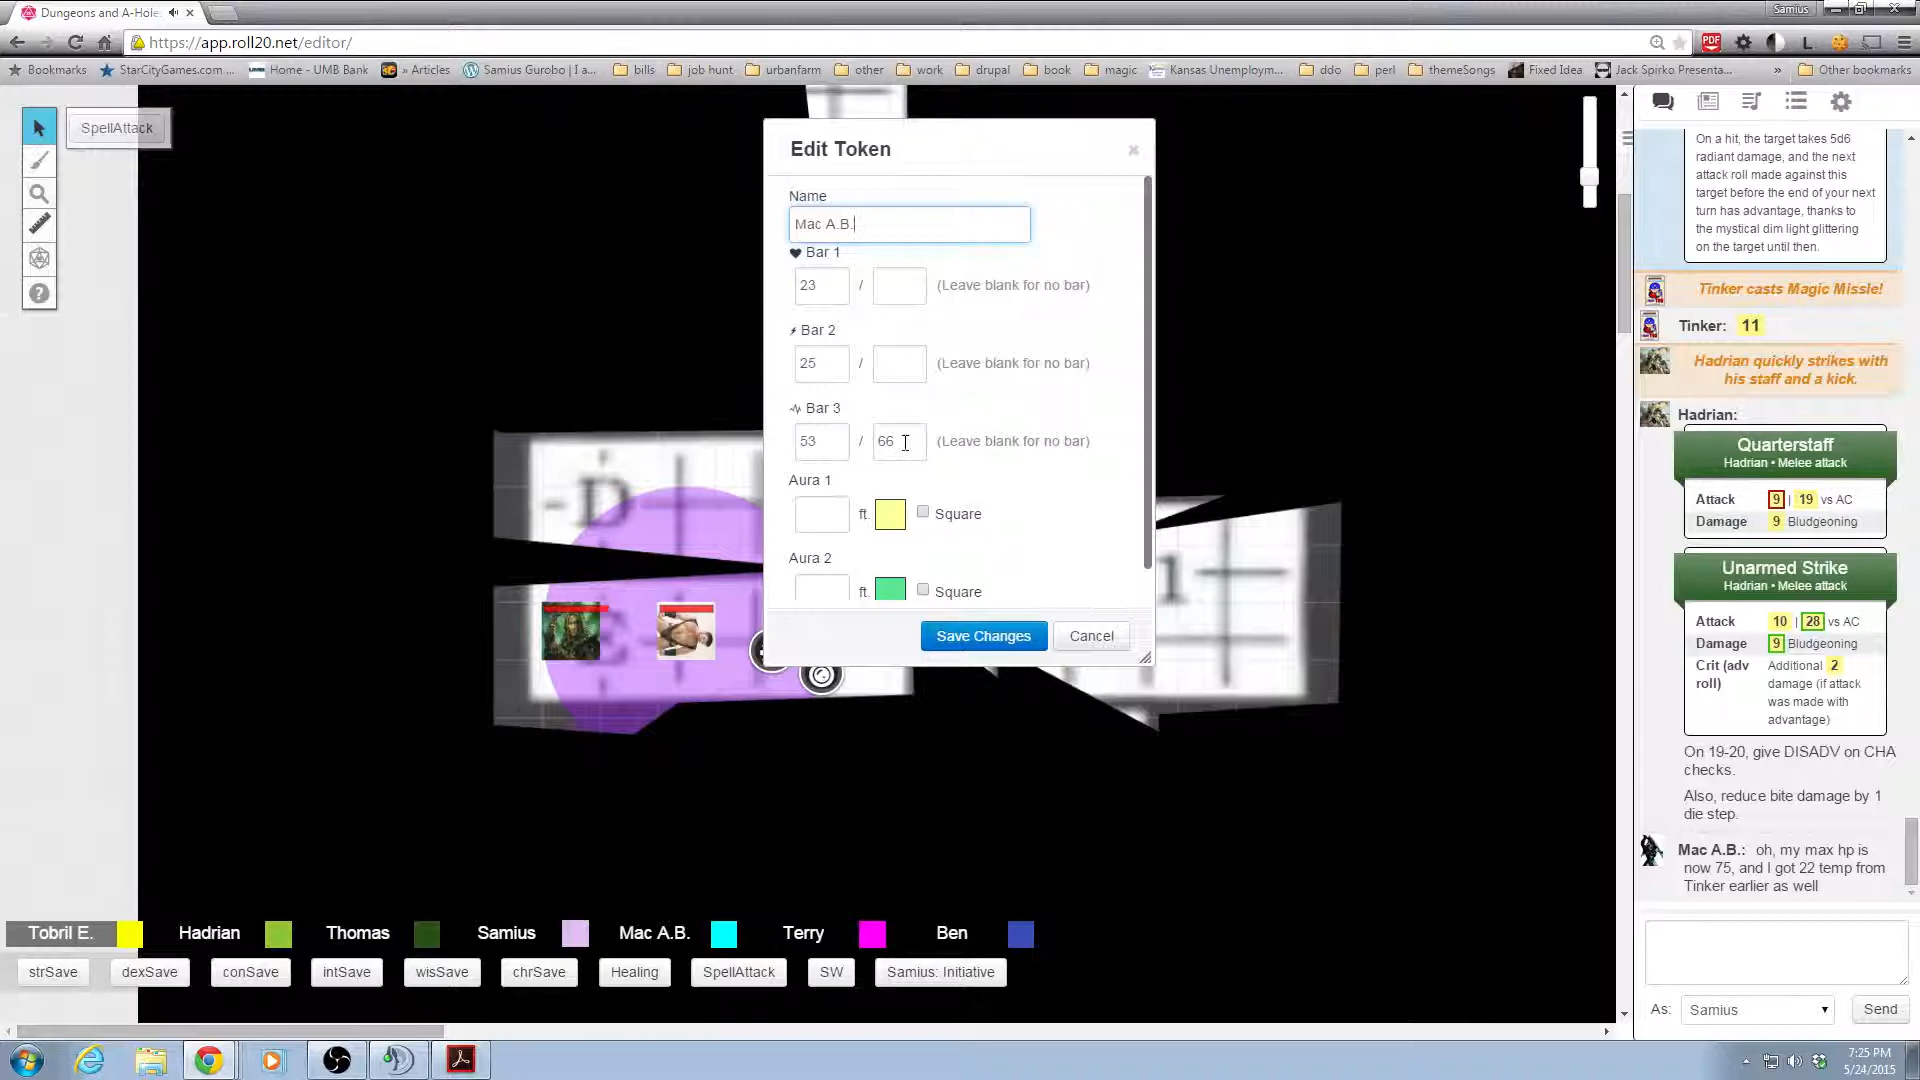 Dungeons and A-Hole
Samius
https://app.roll20.net/editor/
PDF
L
Bookmarks
StarCityGames.com ...
Home - UMB Bank
» Articles
Samius Gurobo | I a...
bills
job hunt
urbanfarm
other
work
drupal
book
magic
Kansas Unemploym...
ddo
perl
themeSongs
Fixed Idea
Jack Spirko Presenta...
»
Other bookmarks
SpellAttack
Edit Token
×
Name
Mac A.B.
Bar 1
23 / (Leave blank for no bar)
Bar 2
25 / (Leave blank for no bar)
Bar 3
53 / 66 (Leave blank for no bar)
Aura 1
ft. Square
Aura 2
ft. Square
Save Changes
Cancel
-D
E
1
On a hit, the target takes 5d6
radiant damage, and the next
attack roll made against this
target before the end of your next
turn has advantage, thanks to
the mystical dim light glittering
on the target until then.
Tinker casts Magic Missle!
Tinker: 11
Hadrian quickly strikes with
his staff and a kick.
Hadrian:
Quarterstaff
Hadrian • Melee attack
Attack 9 | 19 vs AC
Damage 9 Bludgeoning
Unarmed Strike
Hadrian • Melee attack
Attack 10 | 28 vs AC
Damage 9 Bludgeoning
Crit (adv roll) Additional 2
damage (if attack
was made with
advantage)
On 19-20, give DISADV on CHA
checks.
Also, reduce bite damage by 1
die step.
Mac A.B.: oh, my max hp is
now 75, and I got 22 temp from
Tinker earlier as well
Tobril E.
Hadrian
Thomas
Samius
Mac A.B.
Terry
Ben
strSave
dexSave
conSave
intSave
wisSave
chrSave
Healing
SpellAttack
SW
Samius: Initiative
As:
Samius
Send
7:25 PM
5/24/2015